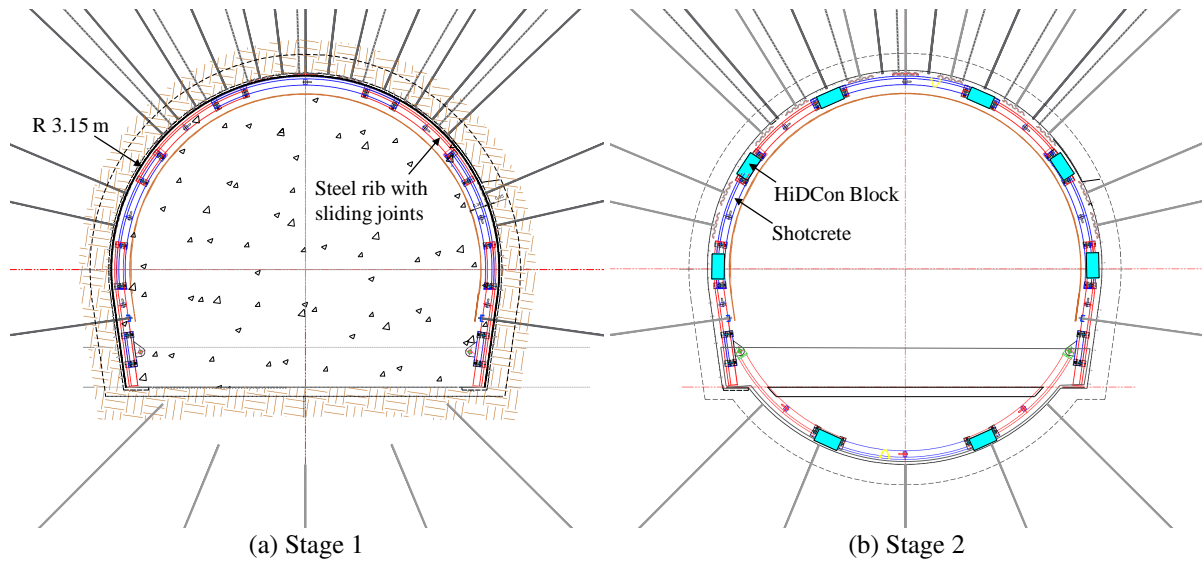 R 3.15 m
Steel rib with
sliding joints
HiDCon Block
Shotcrete
(a) Stage 1
(b) Stage 2